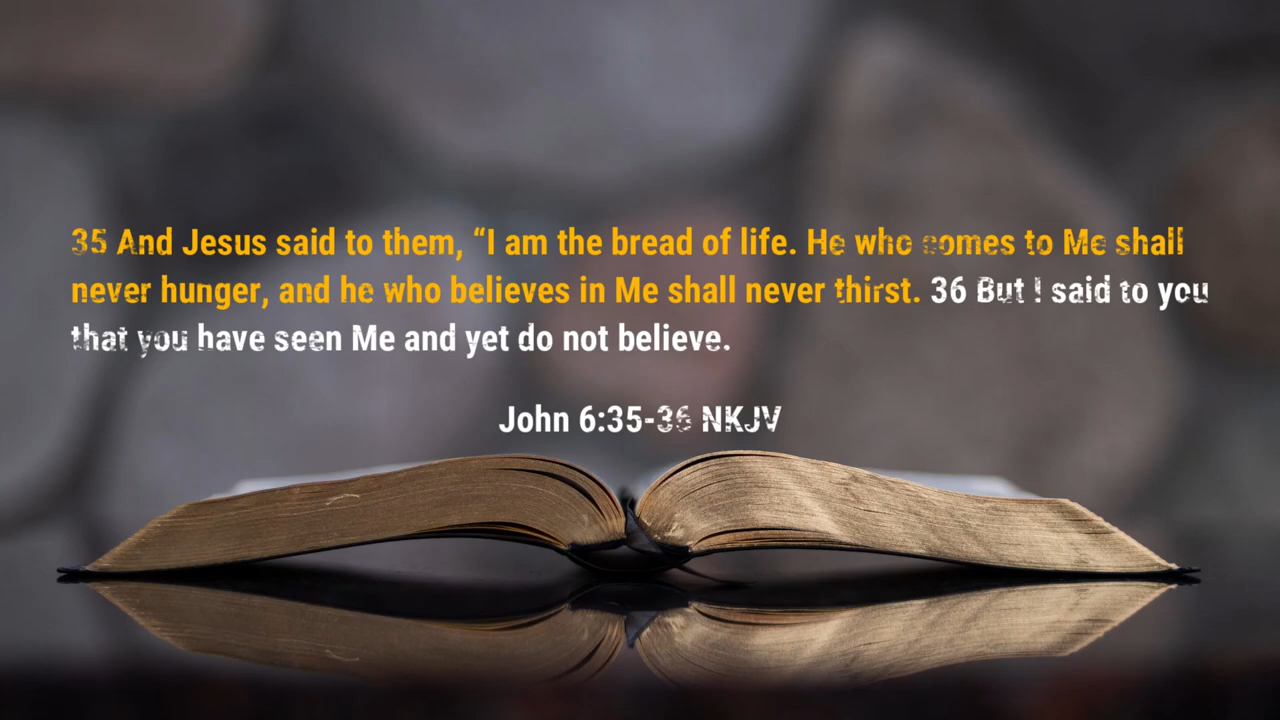 35 And Jesus said to them, “I am the bread of life. He who comes to Me shall
never hunger, and he who believes in Me shall never thirst. 36 But I said to you
that you have seen Me and yet do not believe.
John 6:35-36 NKJV